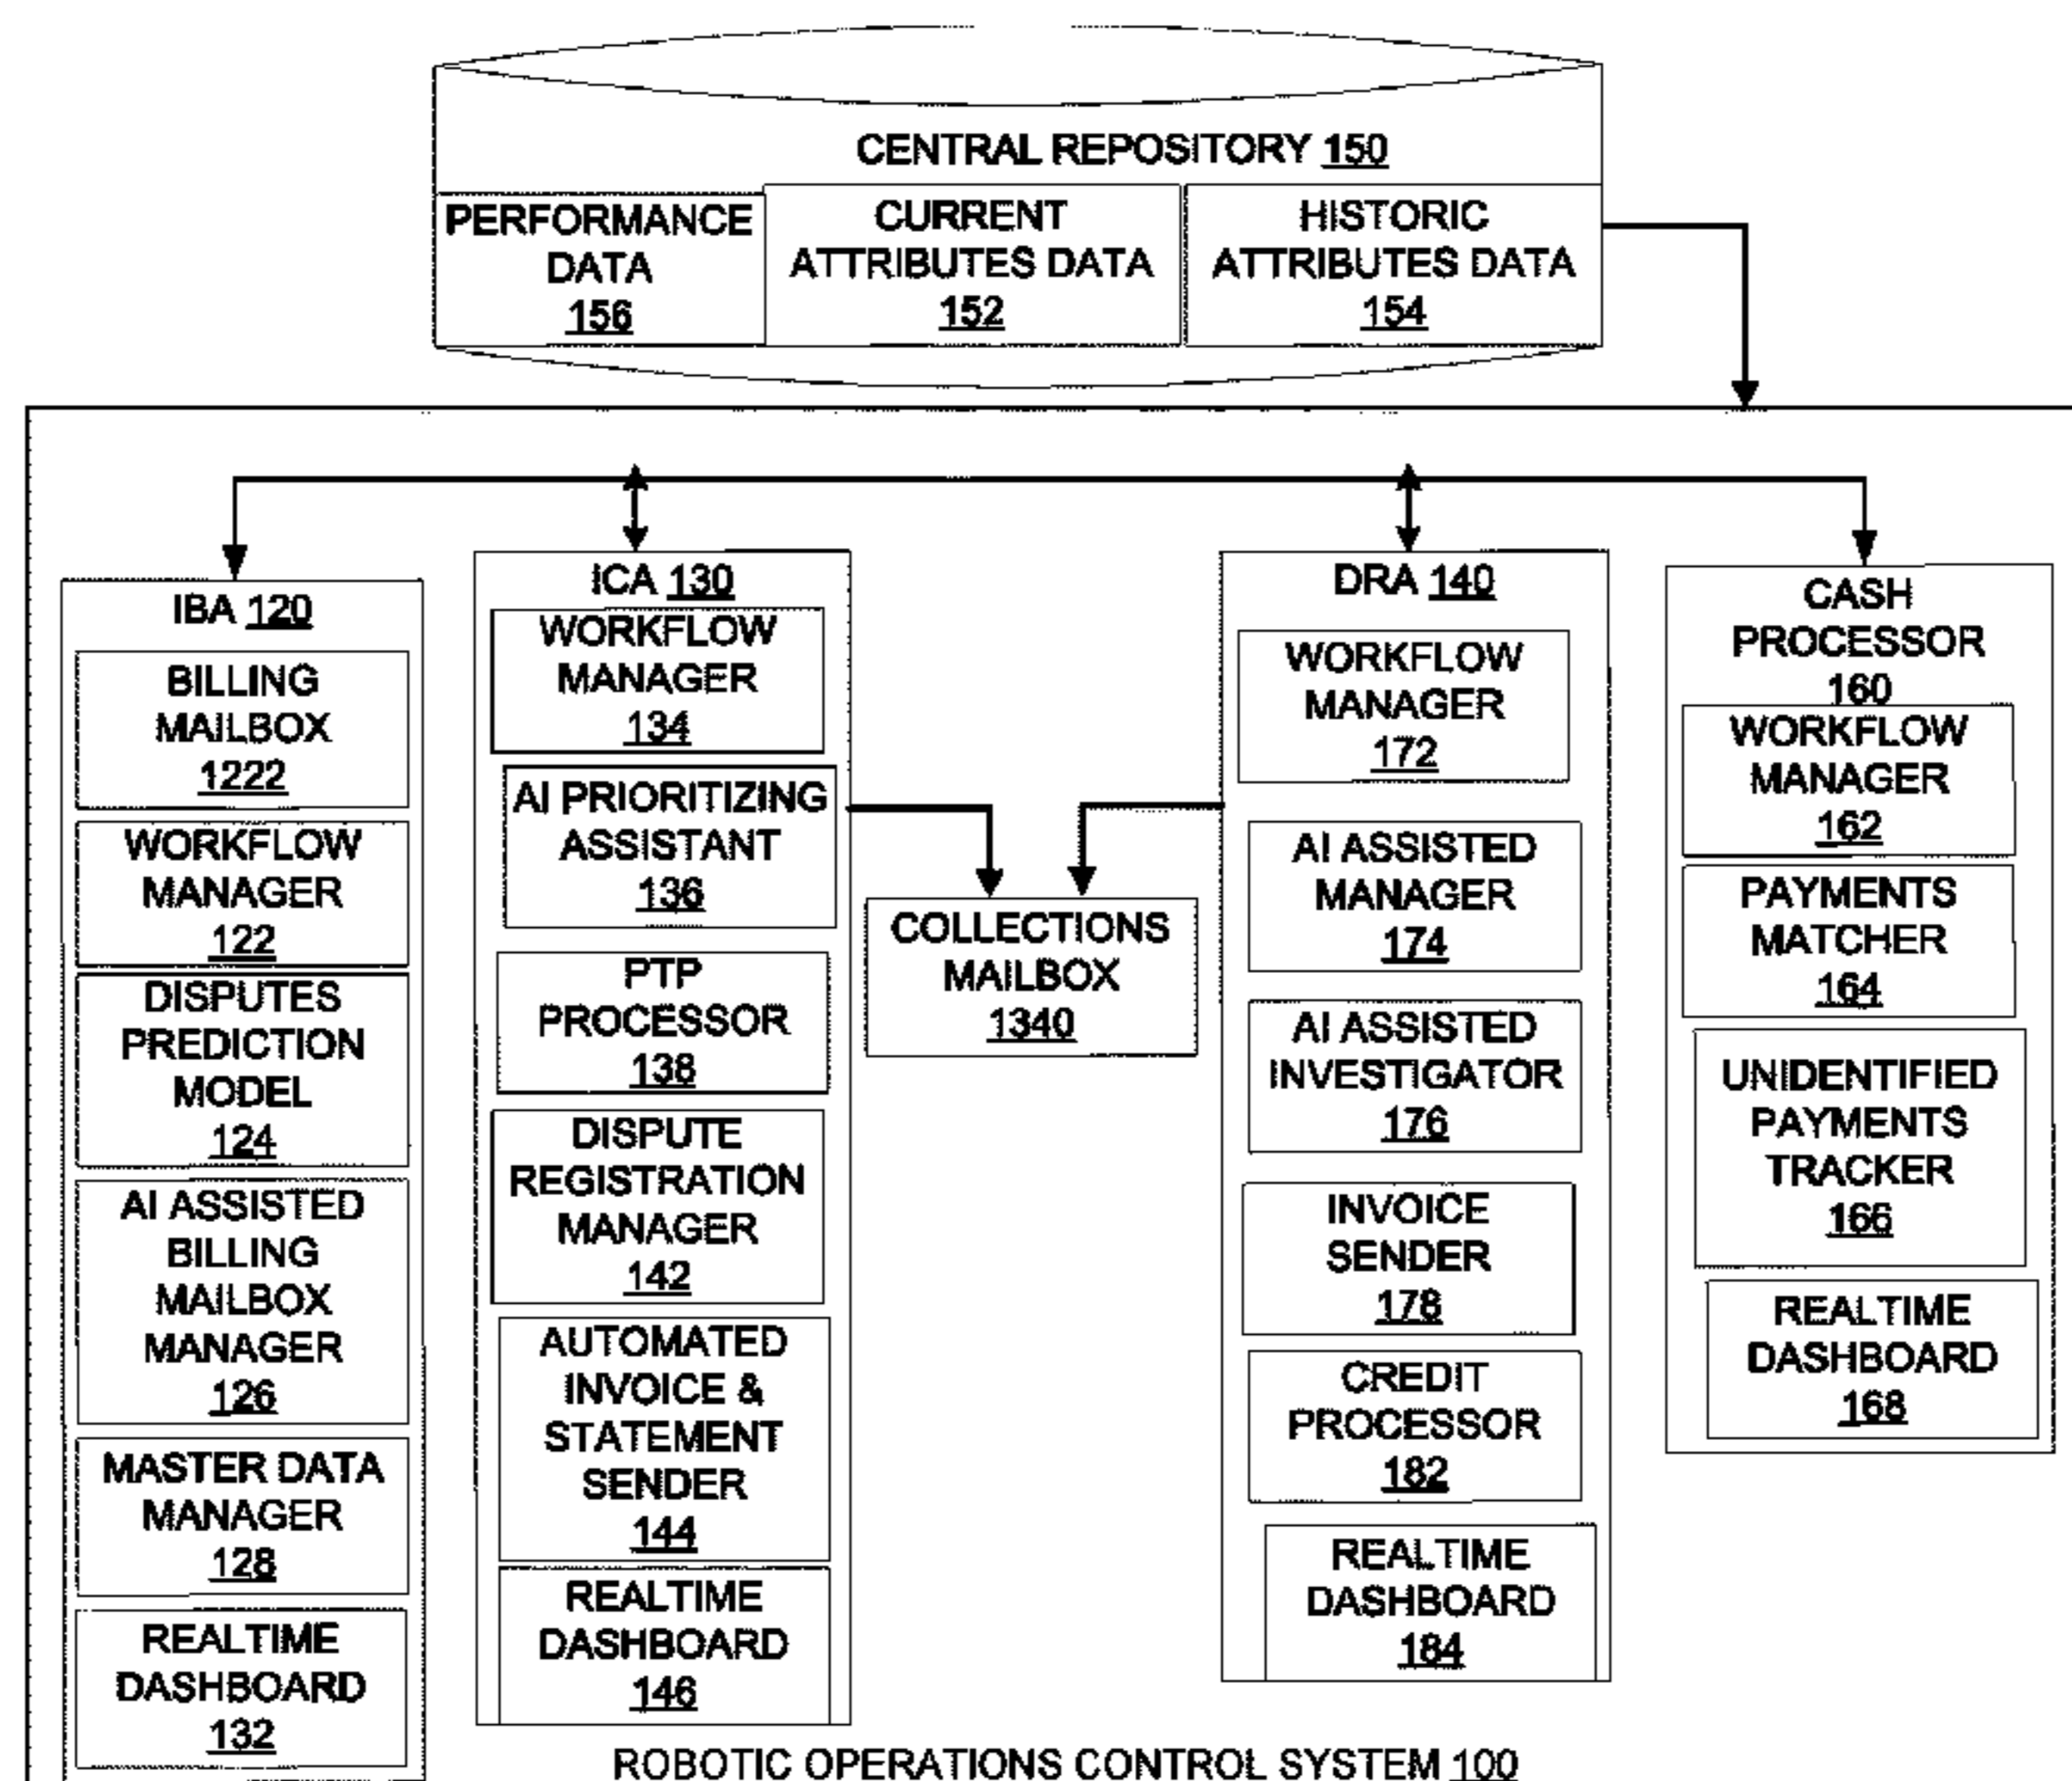 CENTRAL REPOSITORY 150
PERFORMANCE
DATA
156
CURRENT
ATTRIBUTES DATA
152
HISTORIC
ATTRIBUTES DATA
154
IBA 120
BILLING
MAILBOX
1222
WORKFLOW
MANAGER
122
DISPUTES
PREDICTION
MODEL
124
AI ASSISTED
BILLING
MAILBOX
MANAGER
126
MASTER DATA
MANAGER
128
REALTIME
DASHBOARD
132
ICA 130
WORKFLOW
MANAGER
134
AI PRIORITIZING
ASSISTANT
136
PTP
PROCESSOR
138
DISPUTE
REGISTRATION
MANAGER
142
AUTOMATED
INVOICE &
STATEMENT
SENDER
144
REALTIME
DASHBOARD
146
COLLECTIONS
MAILBOX
1340
DRA 140
WORKFLOW
MANAGER
172
AI ASSISTED
MANAGER
174
AI ASSISTED
INVESTIGATOR
176
INVOICE
SENDER
178
CREDIT
PROCESSOR
182
REALTIME
DASHBOARD
184
CASH
PROCESSOR
160
WORKFLOW
MANAGER
162
PAYMENTS
MATCHER
164
UNIDENTIFIED
PAYMENTS
TRACKER
166
REALTIME
DASHBOARD
168
ROBOTIC OPERATIONS CONTROL SYSTEM 100